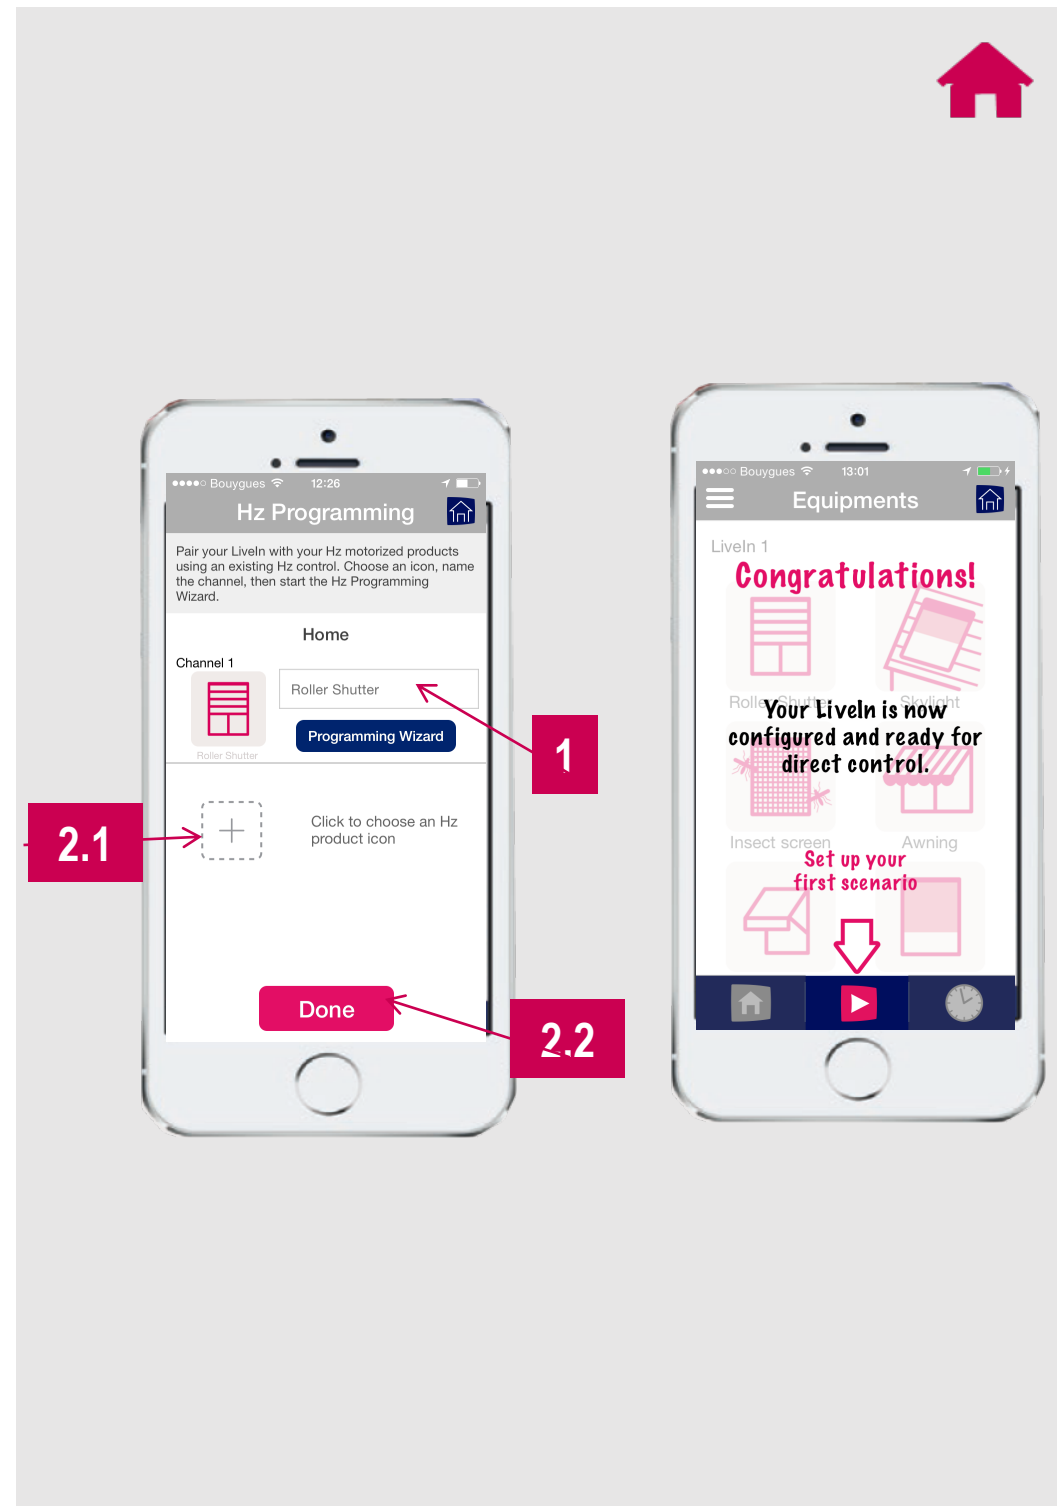 Bouygues 12:26
Hz Programming
Pair your LiveIn with your Hz motorized products
using an existing Hz control. Choose an icon, name
the channel, then start the Hz Programming
Wizard.
Home
Channel 1
Roller Shutter
Programming Wizard
Roller Shutter
1
2.1
Click to choose an Hz
product icon
Done
2.2
Bouygues 13:01
Equipments
LiveIn 1
Congratulations!
Roller Shutter Skylight
Your LiveIn is now
configured and ready for
direct control.
Insect screen Awning
Set up your
first scenario